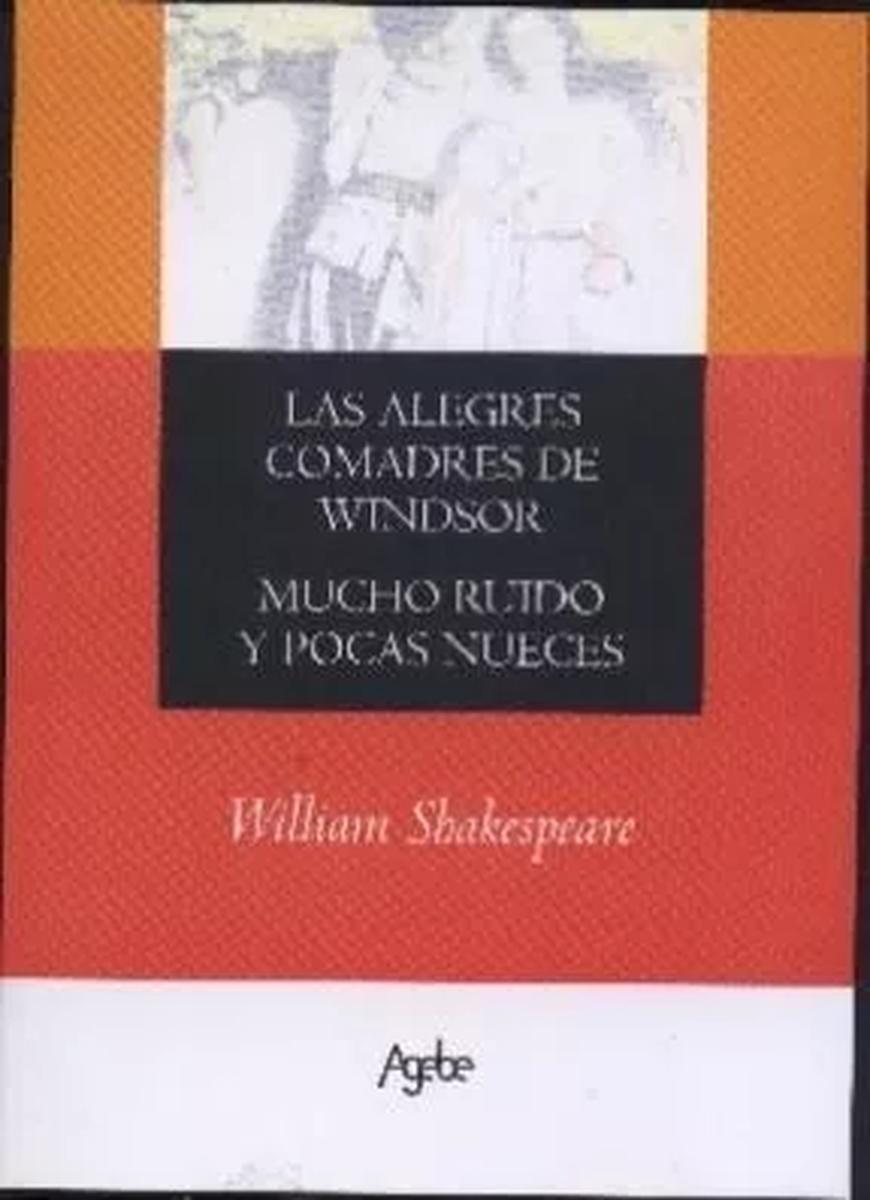 LAS ALEGRES
COMADRES DE
WINDSOR
MUCHO RUIDO
Y POCAS NUECES
William Shakespeare
Agebe